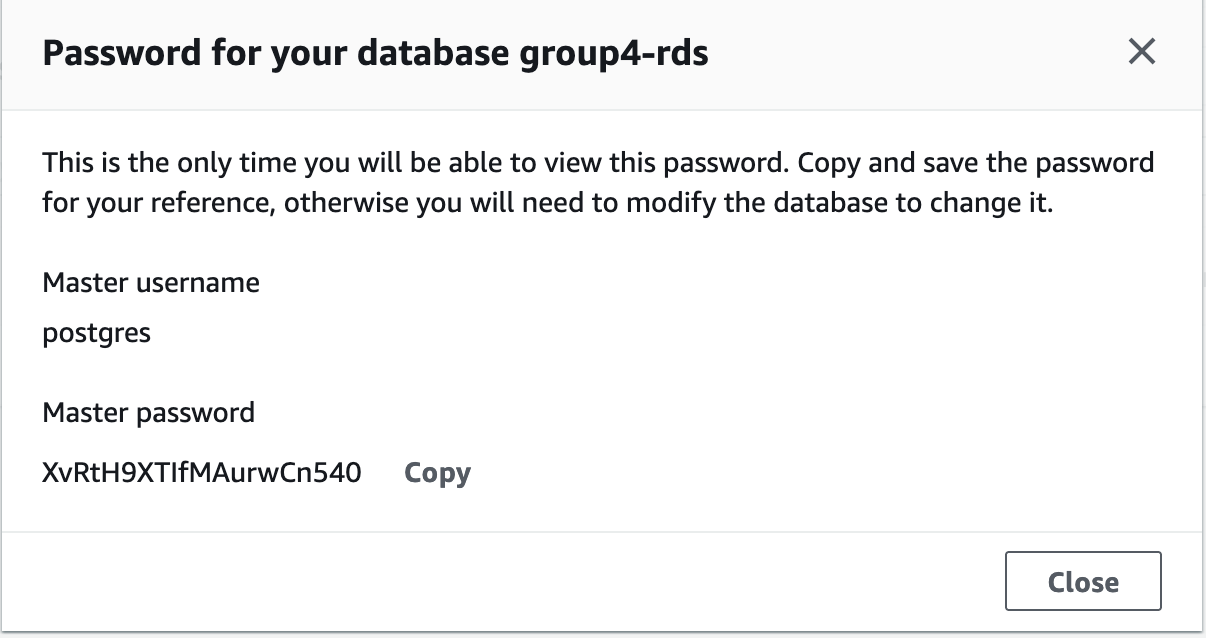 Password for your database group4-rds
This is the only time you will be able to view this password. Copy and save the password
for your reference, otherwise you will need to modify the database to change it.
Master username
postgres
Master password
XvRtH9XTIfMAurwCn540 Copy
Close